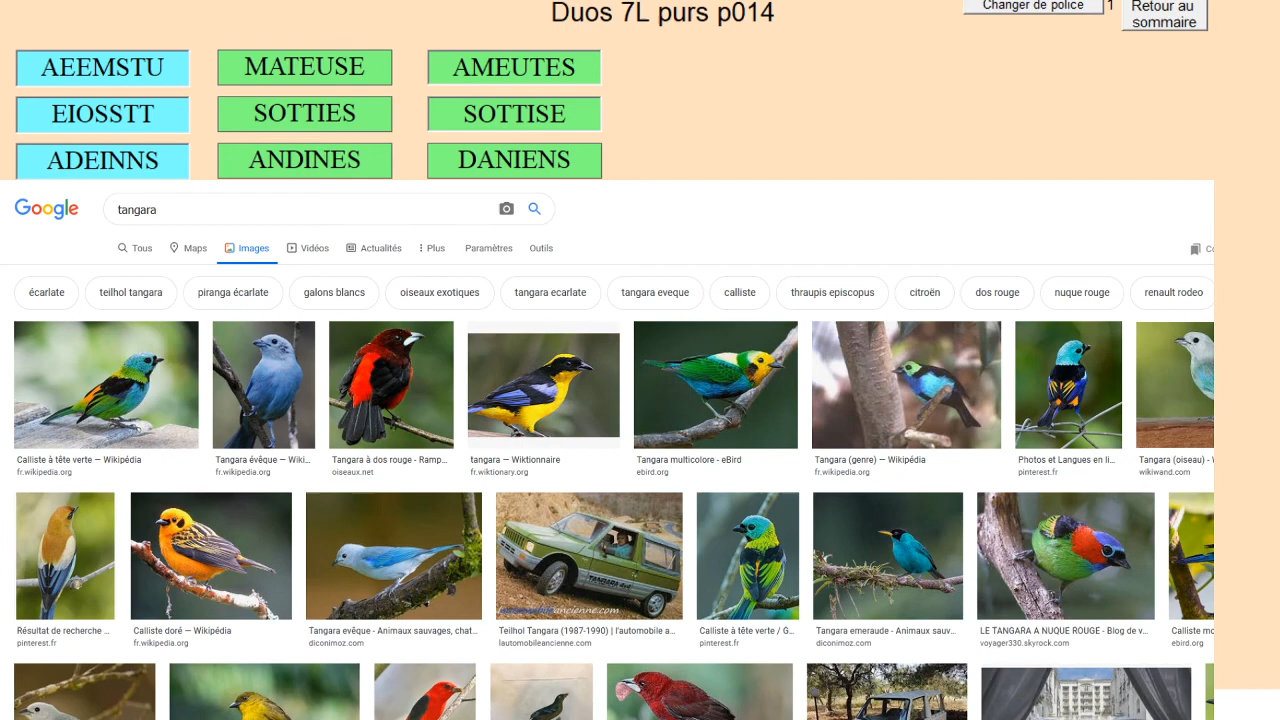 Duos 7L purs p014
Changer de police
1
Retour au
sommaire
AEEMSTU
MATEUSE
AMEUTES
EIOSSTT
SOTTIES
SOTTISE
ADEINNS
ANDINES
DANIENS
Google
tangara
Tous
Maps
Images
Vidéos
Actualités
Plus
Paramètres
Outils
écarlate
teilhol tangara
piranga écarlate
galons blancs
oiseaux exotiques
tangara ecarlate
tangara eveque
calliste
thraupis episcopus
citroën
dos rouge
nuque rouge
renault rodeo
Calliste à tête verte — Wikipédia
fr.wikipedia.org
Tangara évêque — Wiki...
fr.wikipedia.org
Tangara à dos rouge - Ramp...
oiseaux.net
tangara — Wiktionnaire
fr.wiktionary.org
Tangara multicolore - eBird
ebird.org
Tangara (genre) — Wikipédia
fr.wikipedia.org
Photos et Langues en li...
pinterest.fr
Tangara (oiseau) -
wikiwand.com
TANGARA 4x4
Résultat de recherche ...
pinterest.fr
Calliste doré — Wikipédia
fr.wikipedia.org
Tangara evêque - Animaux sauvages, chat...
diconimoz.com
Teilhol Tangara (1987-1990) | l'automobile a...
lautomobileancienne.com
Calliste à tête verte / G...
pinterest.fr
Tangara emeraude - Animaux sauv...
diconimoz.com
LE TANGARA A NUQUE ROUGE - Blog de v...
voyager330.skyrock.com
Calliste mo
ebird.org